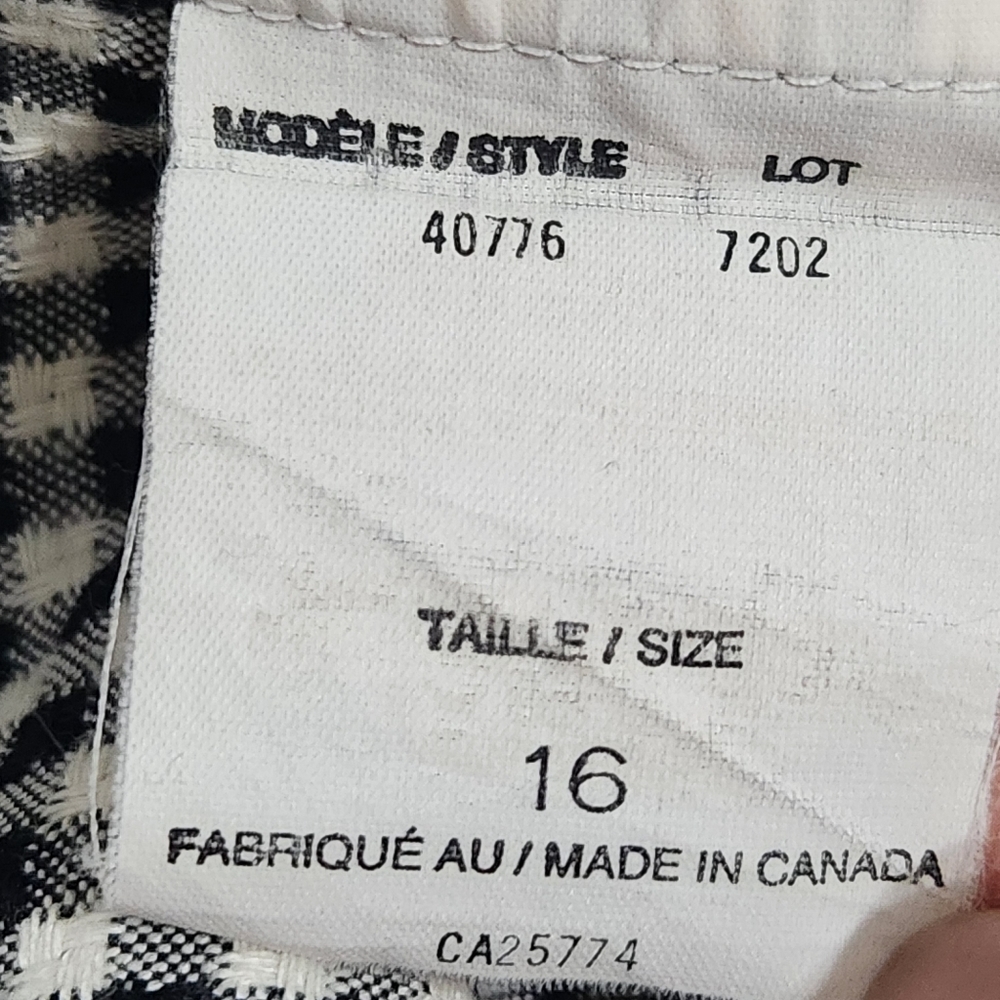 MODÈLE / STYLE LOT
40776 7202
TAILLE / SIZE
16
FABRIQUÉ AU / MADE IN CANADA
CA25774